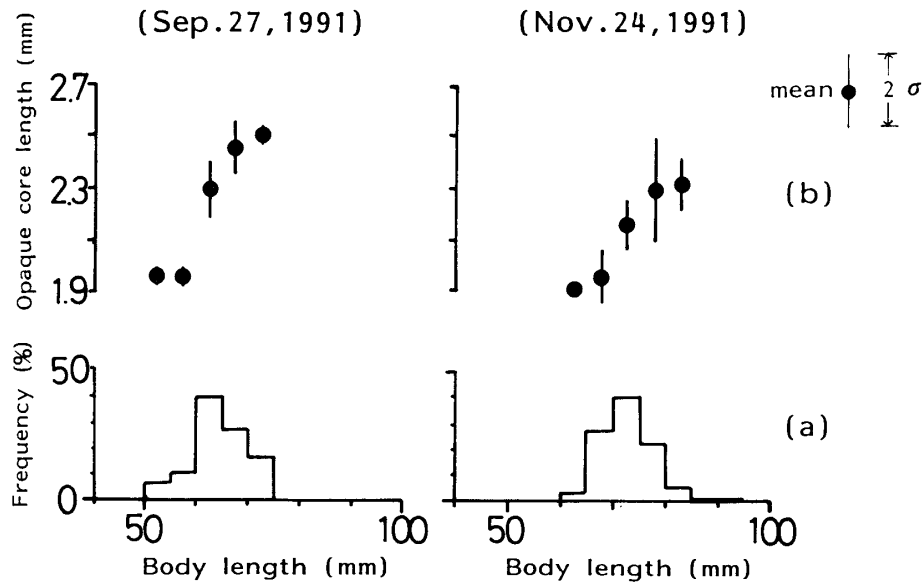 (Sep.27,1991)
(Nov.24,1991)
mean 2 σ
Opaque core length (mm)
2.7
2.3
1.9
(b)
Frequency (%)
50
0
(a)
50 100
50 100
Body length (mm)
Body length (mm)